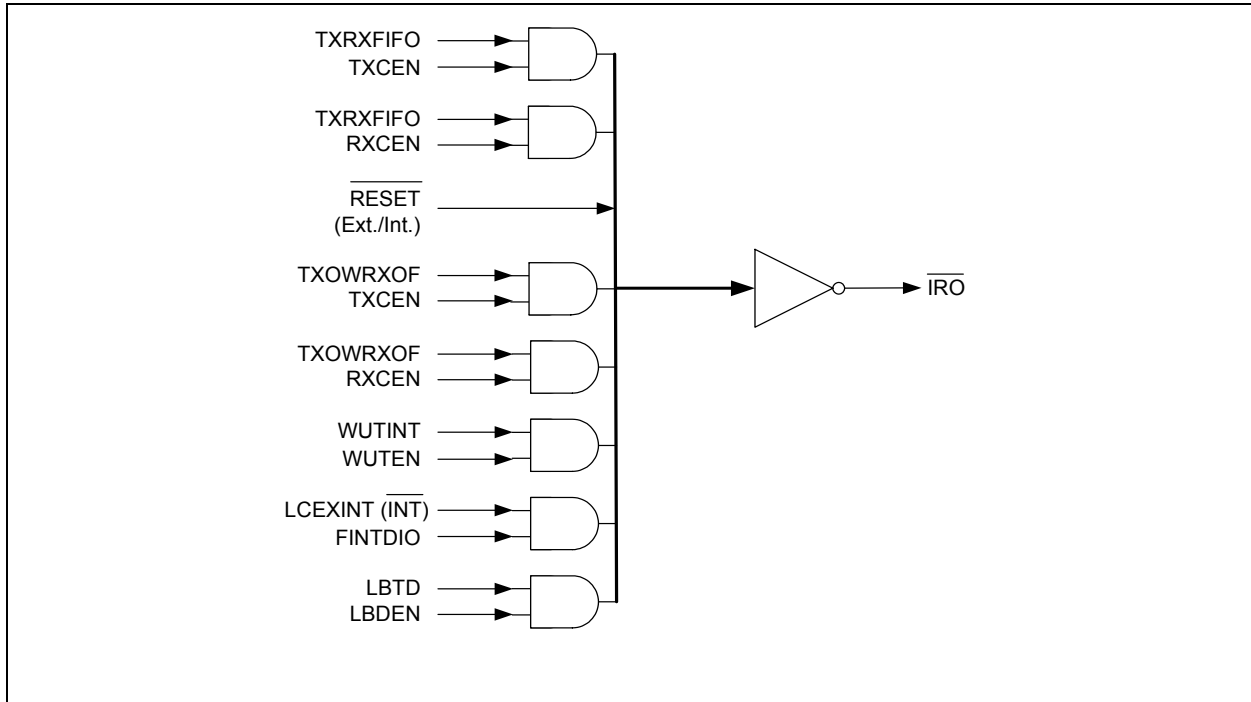 TXRXFIFO
TXCEN
TXRXFIFO
RXCEN
RESET
(Ext./Int.)
TXOWRXOF
TXCEN
IRO
TXOWRXOF
RXCEN
WUTINT
WUTEN
LCEXINT (INT)
FINTDIO
LBTD
LBDEN